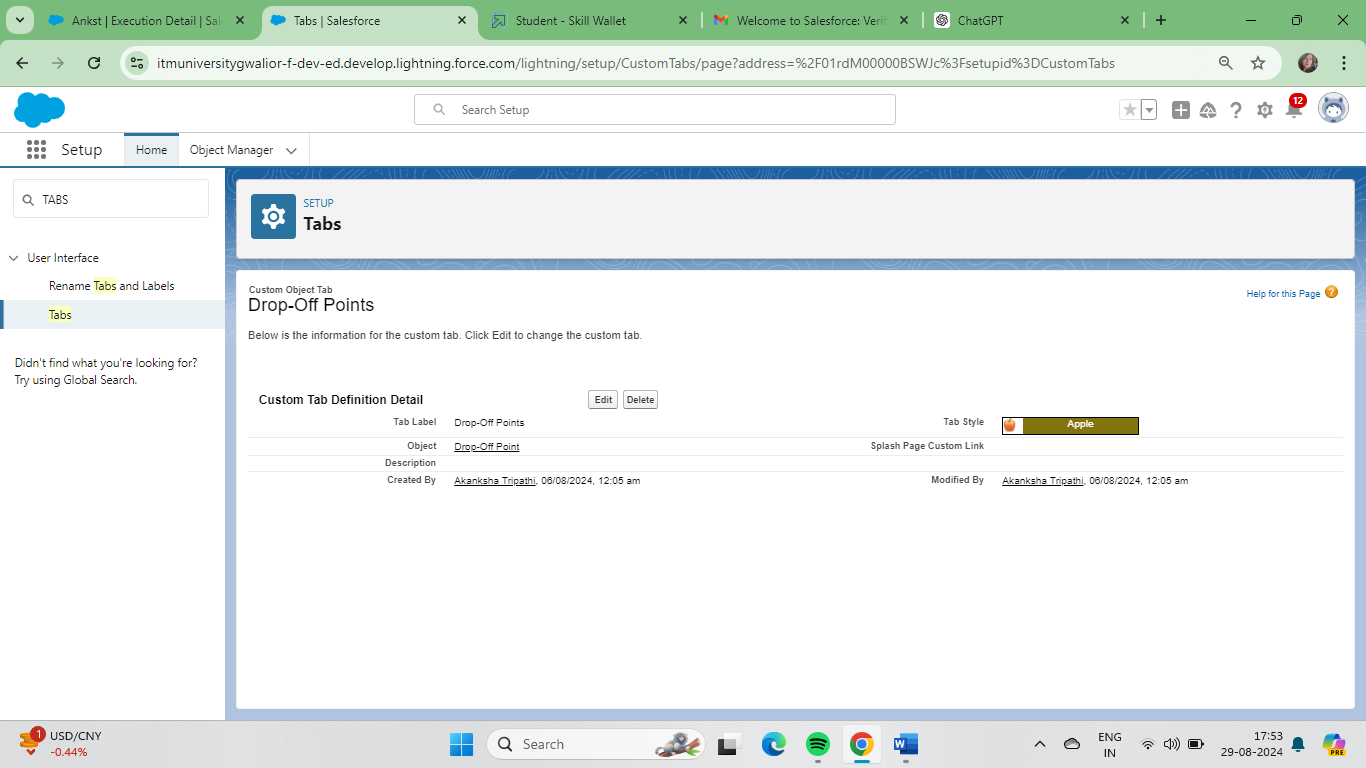 Ankst | Execution Detail | Sal
Tabs | Salesforce
Student - Skill Wallet
Welcome to Salesforce: Verif
ChatGPT
itmuniversitygwalior-f-dev-ed.develop.lightning.force.com/lightning/setup/CustomTabs/page?address=%2F01rdM00000BSWJc%3Fsetupid%3DCustomTabs
Search Setup
12
Setup
Home
Object Manager
TABS
User Interface
Rename Tabs and Labels
Tabs
Didn't find what you're looking for?
Try using Global Search.
SETUP
Tabs
Custom Object Tab
Drop-Off Points
Help for this Page ?
Below is the information for the custom tab. Click Edit to change the custom tab.
Custom Tab Definition Detail
Edit
Delete
Tab Label Drop-Off Points
Tab Style Apple
Object Drop-Off Point
Splash Page Custom Link
Description
Created By Akanksha Tripathi, 06/08/2024, 12:05 am
Modified By Akanksha Tripathi, 06/08/2024, 12:05 am
1
USD/CNY
-0.44%
Search
W
ENG
IN
17:53
29-08-2024
PRE